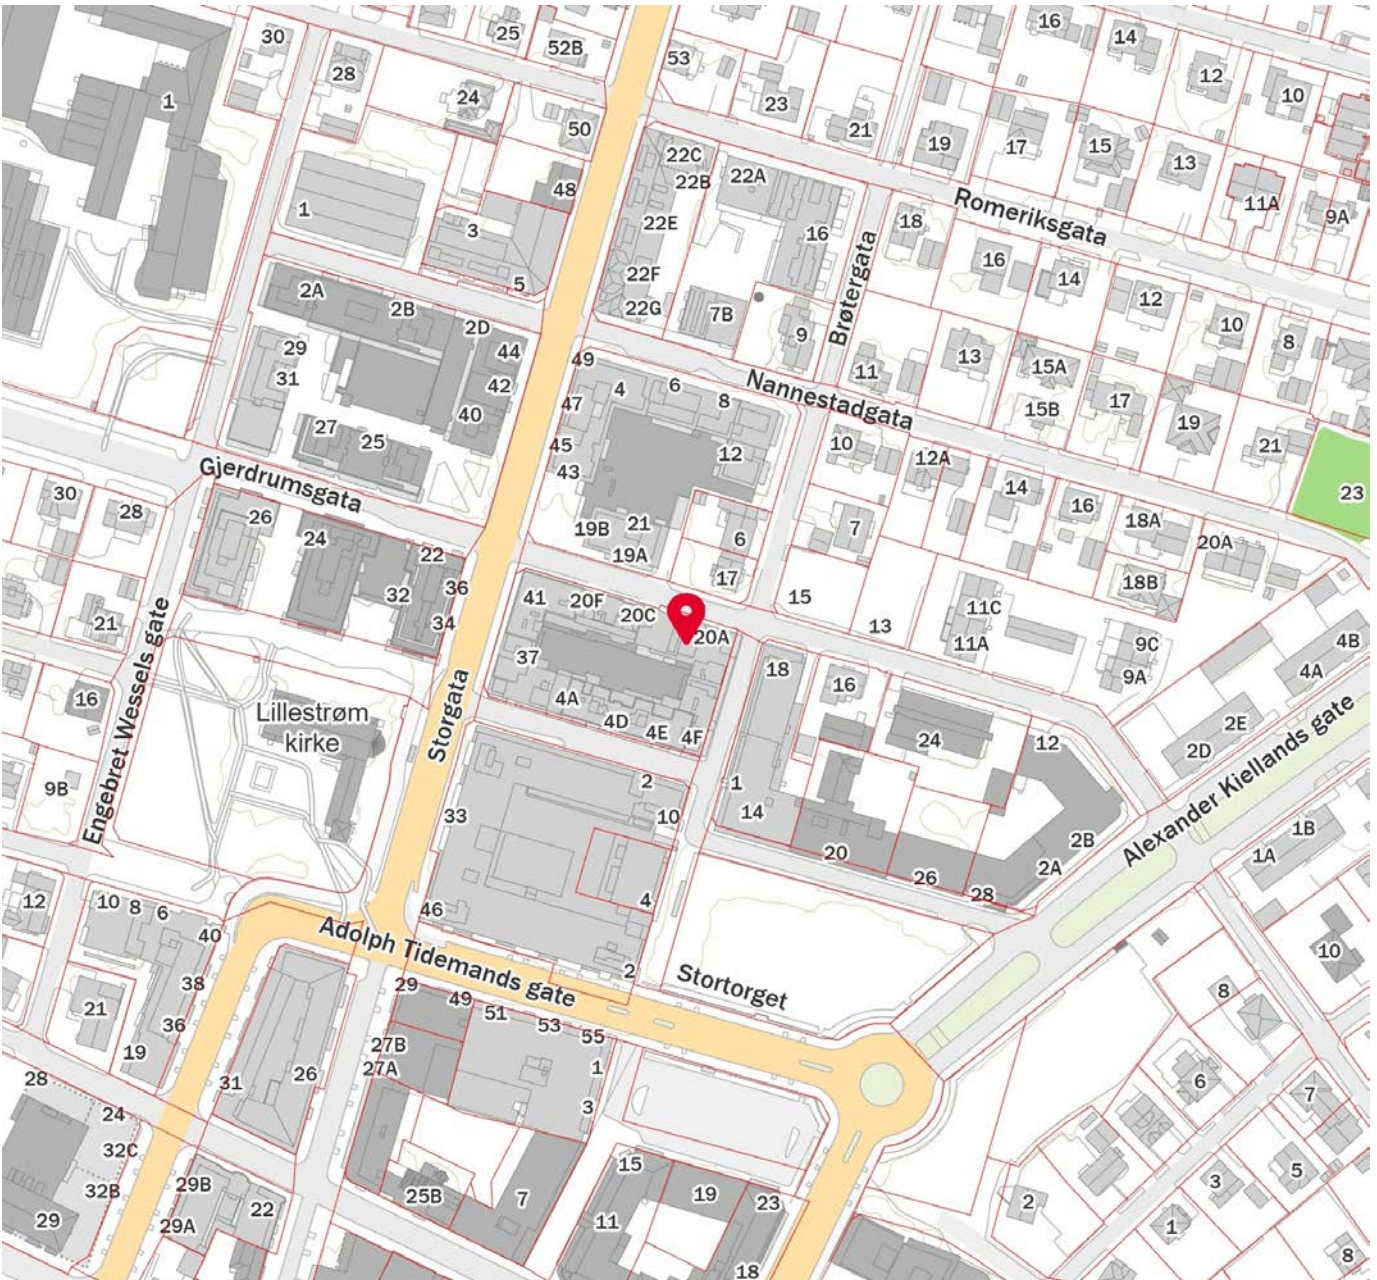 30
25
52B
16
14
28
53
12
1
24
23
10
50
21
19
17
15
13
22C
48
22B
22A
11A
9A
1
Romeriksgata
3
22E
16
18
16
Brøtergata
14
22F
5
2A
12
2B
22G
7B
2D
9
10
29
44
8
49
13
15A
31
42
4
6
11
Nannestadgata
8
17
47
15B
40
19
27
25
45
10
21
12
Gjerdrumsgata
43
12A
30
14
23
28
16
26
19B
21
7
18A
24
6
20A
22
19A
17
18B
36
41
20F
15
11C
32
20C
21
34
13
20A
11A
9C
4B
37
18
9A
4A
16
16
4A
Lillestrøm
kirke
Engebret Wessels gate
Storgata
4D
4E
4F
24
12
2E
2D
Alexander Kiellands gate
9B
2
1
33
10
14
1B
2B
20
1A
2A
26
12
10
8
6
28
4
46
40
Adolph Tidemands gate
10
2
Stortorget
38
29
49
8
21
51
36
53
55
27B
19
27A
26
1
31
6
7
28
3
24
32C
15
5
29B
32B
25B
19
3
23
22
7
2
29
29A
11
1
8
18